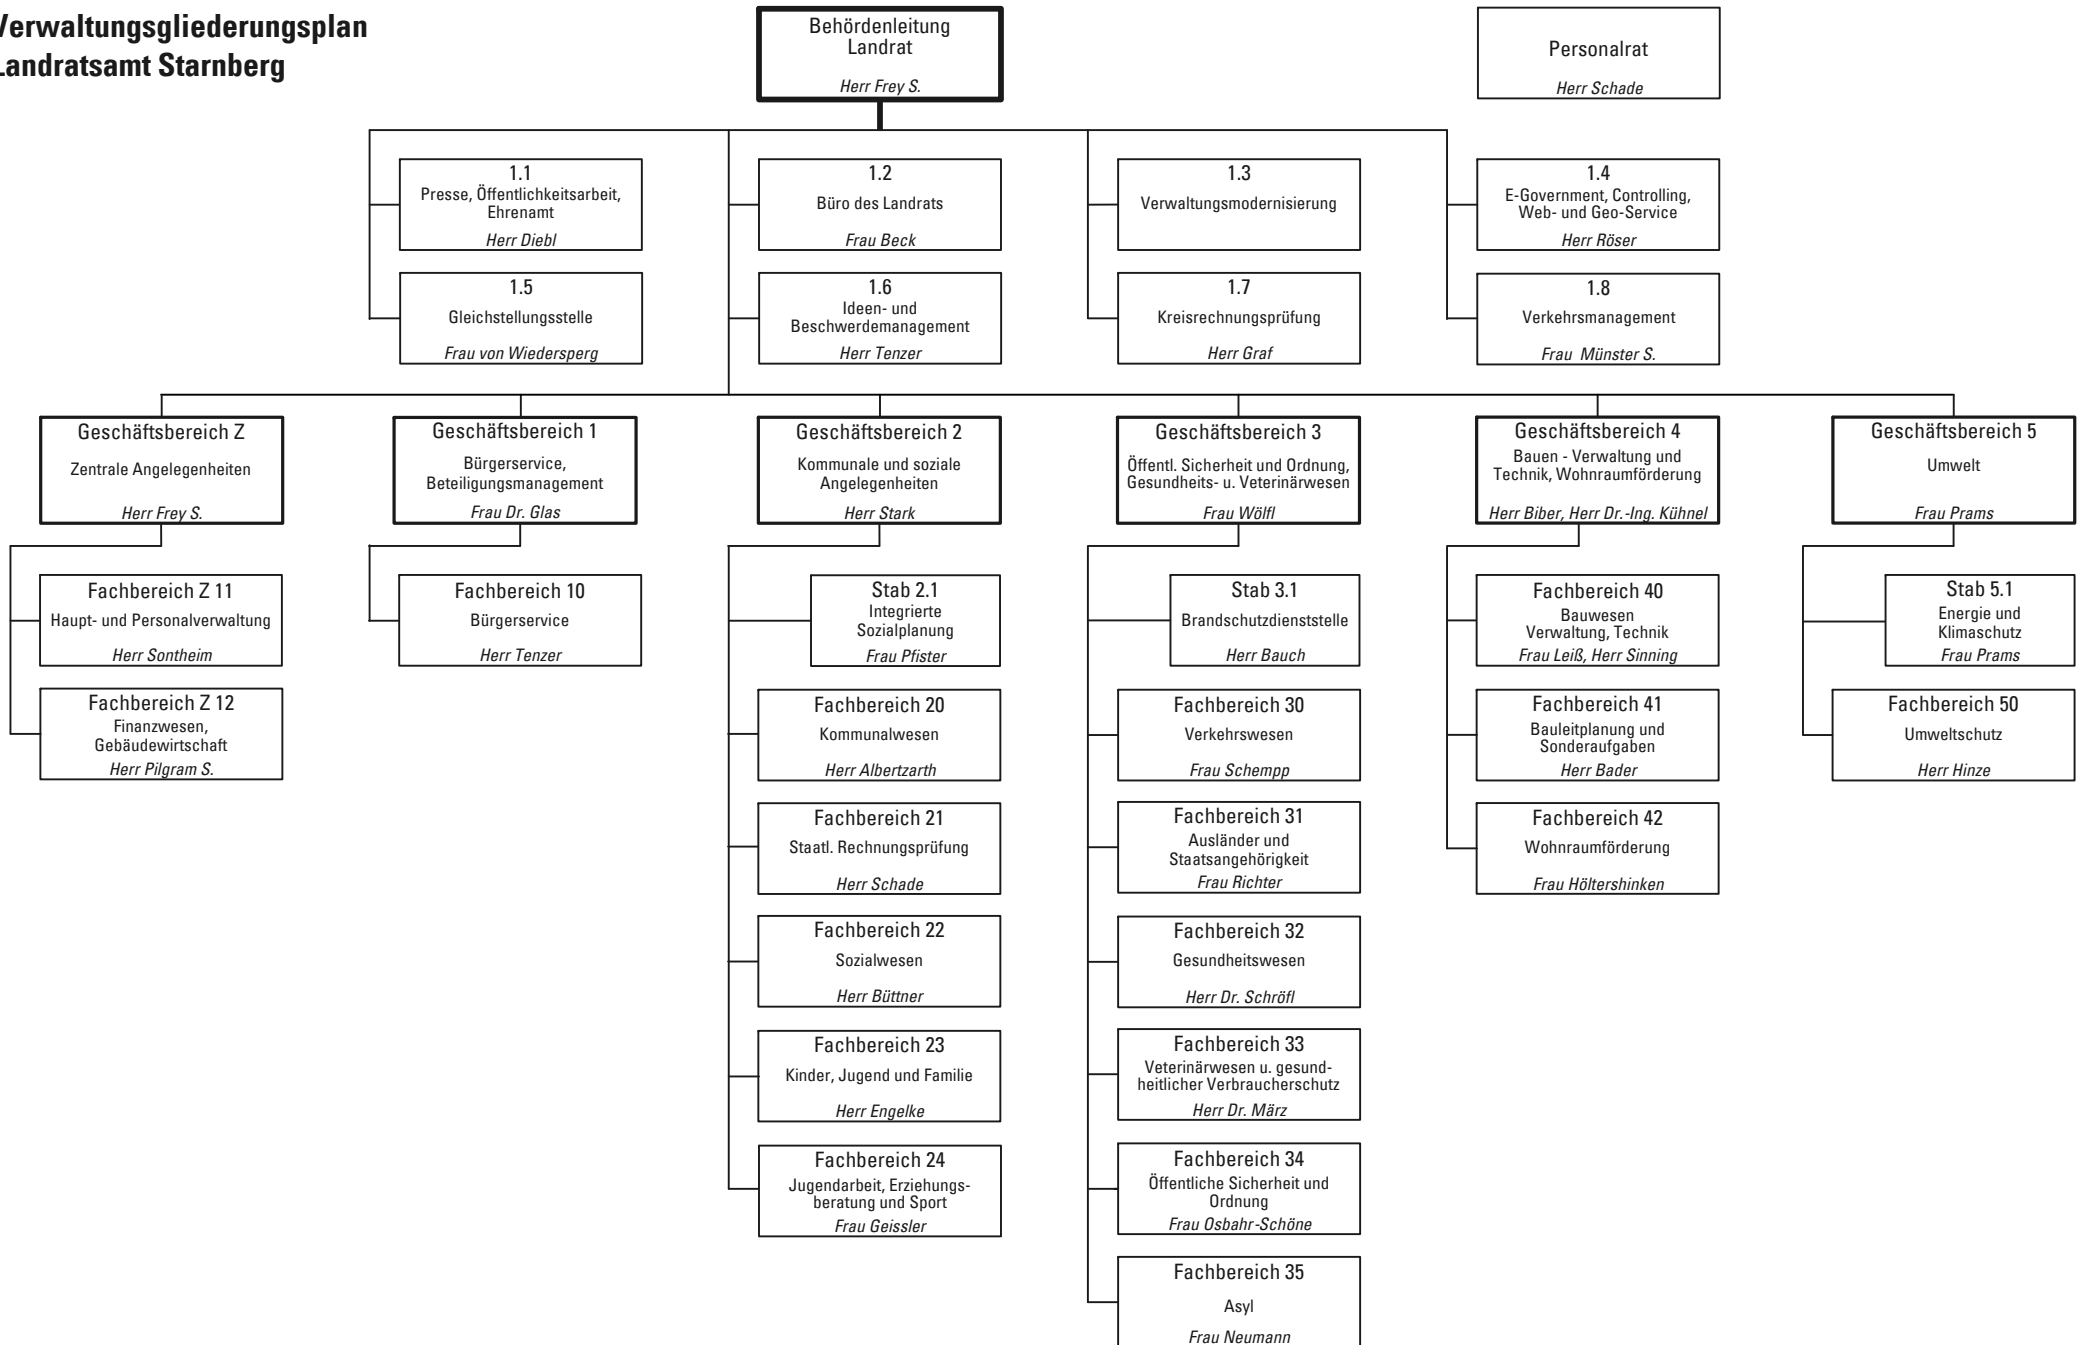 Verwaltungsgliederungsplan
Landratsamt Starnberg
Behördenleitung
Landrat
Herr Frey S.
Personalrat
Herr Schade
1.1
Presse, Öffentlichkeitsarbeit,
Ehrenamt
Herr Diebl
1.2
Büro des Landrats
Frau Beck
1.3
Verwaltungsmodernisierung
1.4
E-Government, Controlling,
Web- und Geo-Service
Herr Röser
1.5
Gleichstellungsstelle
Frau von Wiedersperg
1.6
Ideen- und
Beschwerdemanagement
Herr Tenzer
1.7
Kreisrechnungsprüfung
Herr Graf
1.8
Verkehrsmanagement
Frau Münster S.
Geschäftsbereich Z
Zentrale Angelegenheiten
Herr Frey S.
Geschäftsbereich 1
Bürgerservice,
Beteiligungsmanagement
Frau Dr. Glas
Geschäftsbereich 2
Kommunale und soziale
Angelegenheiten
Herr Stark
Geschäftsbereich 3
Öffentl. Sicherheit und Ordnung,
Gesundheits- u. Veterinärwesen
Frau Wölfl
Geschäftsbereich 4
Bauen - Verwaltung und
Technik, Wohnraumförderung
Herr Biber, Herr Dr.-Ing. Kühnel
Geschäftsbereich 5
Umwelt
Frau Prams
Fachbereich Z 11
Haupt- und Personalverwaltung
Herr Sontheim
Fachbereich Z 12
Finanzwesen,
Gebäudewirtschaft
Herr Pilgram S.
Fachbereich 10
Bürgerservice
Herr Tenzer
Stab 2.1
Integrierte
Sozialplanung
Frau Pfister
Fachbereich 20
Kommunalwesen
Herr Albertzarth
Fachbereich 21
Staatl. Rechnungsprüfung
Herr Schade
Fachbereich 22
Sozialwesen
Herr Büttner
Fachbereich 23
Kinder, Jugend und Familie
Herr Engelke
Fachbereich 24
Jugendarbeit, Erziehungs-
beratung und Sport
Frau Geissler
Stab 3.1
Brandschutzdienststelle
Herr Bauch
Fachbereich 30
Verkehrswesen
Frau Schempp
Fachbereich 31
Ausländer und
Staatsangehörigkeit
Frau Richter
Fachbereich 32
Gesundheitswesen
Herr Dr. Schröfl
Fachbereich 33
Veterinärwesen u. gesund-
heitlicher Verbraucherschutz
Herr Dr. März
Fachbereich 34
Öffentliche Sicherheit und
Ordnung
Frau Osbahr-Schöne
Fachbereich 35
Asyl
Frau Neumann
Fachbereich 40
Bauwesen
Verwaltung, Technik
Frau Leiß, Herr Sinning
Fachbereich 41
Bauleitplanung und
Sonderaufgaben
Herr Bader
Fachbereich 42
Wohnraumförderung
Frau Höltershinken
Stab 5.1
Energie und
Klimaschutz
Frau Prams
Fachbereich 50
Umweltschutz
Herr Hinze